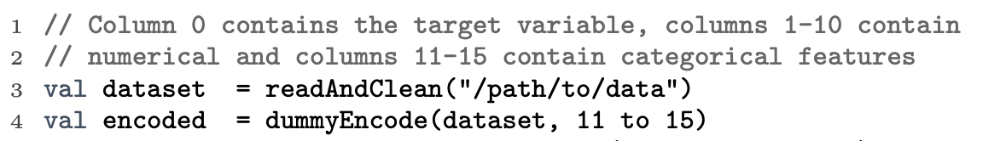 1 // Column 0 contains the target variable, columns 1-10 contain
2 // numerical and columns 11-15 contain categorical features
3 val dataset = readAndClean("/path/to/data")
4 val encoded = dummyEncode(dataset, 11 to 15)